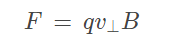 F = qv⊥B